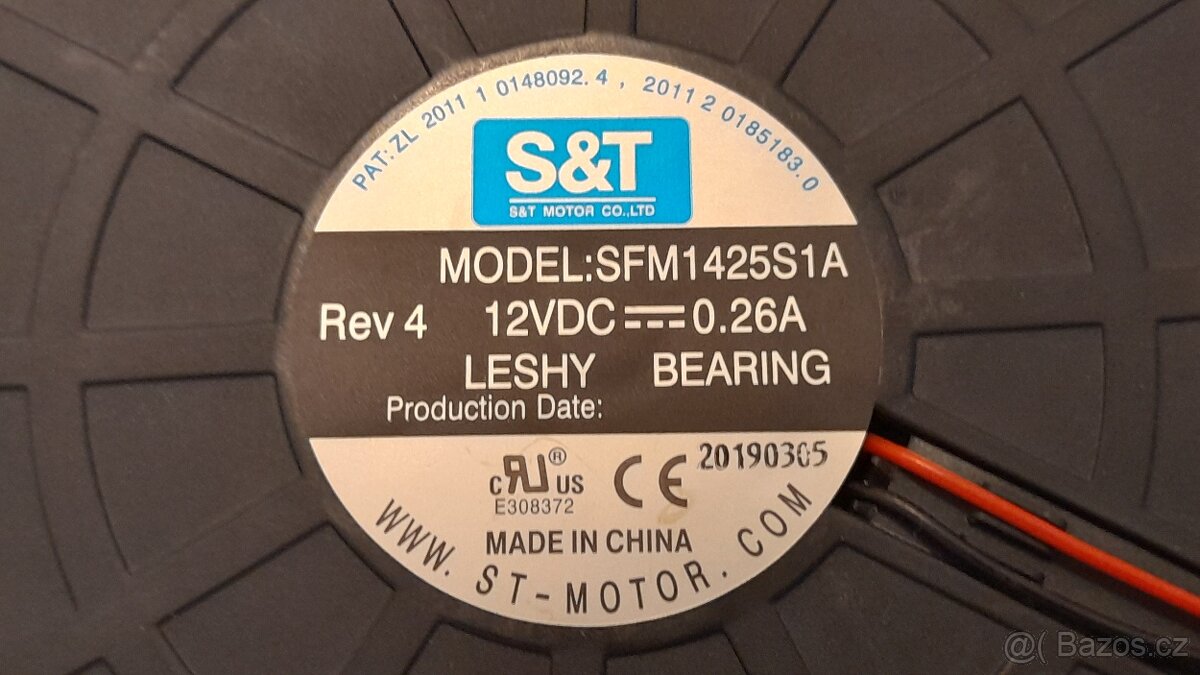 PAT: ZL 2011 1 0148092. 4 , 2011 2 0185183. 0
S&T
S&T MOTOR CO.,LTD
MODEL:SFM1425S1A
Rev 4 12VDC 0.26A
LESHY BEARING
Production Date:
20190305
c RU ® US CE
E308372
MADE IN CHINA
WWW. ST-MOTOR. COM
@( Bazos.cz